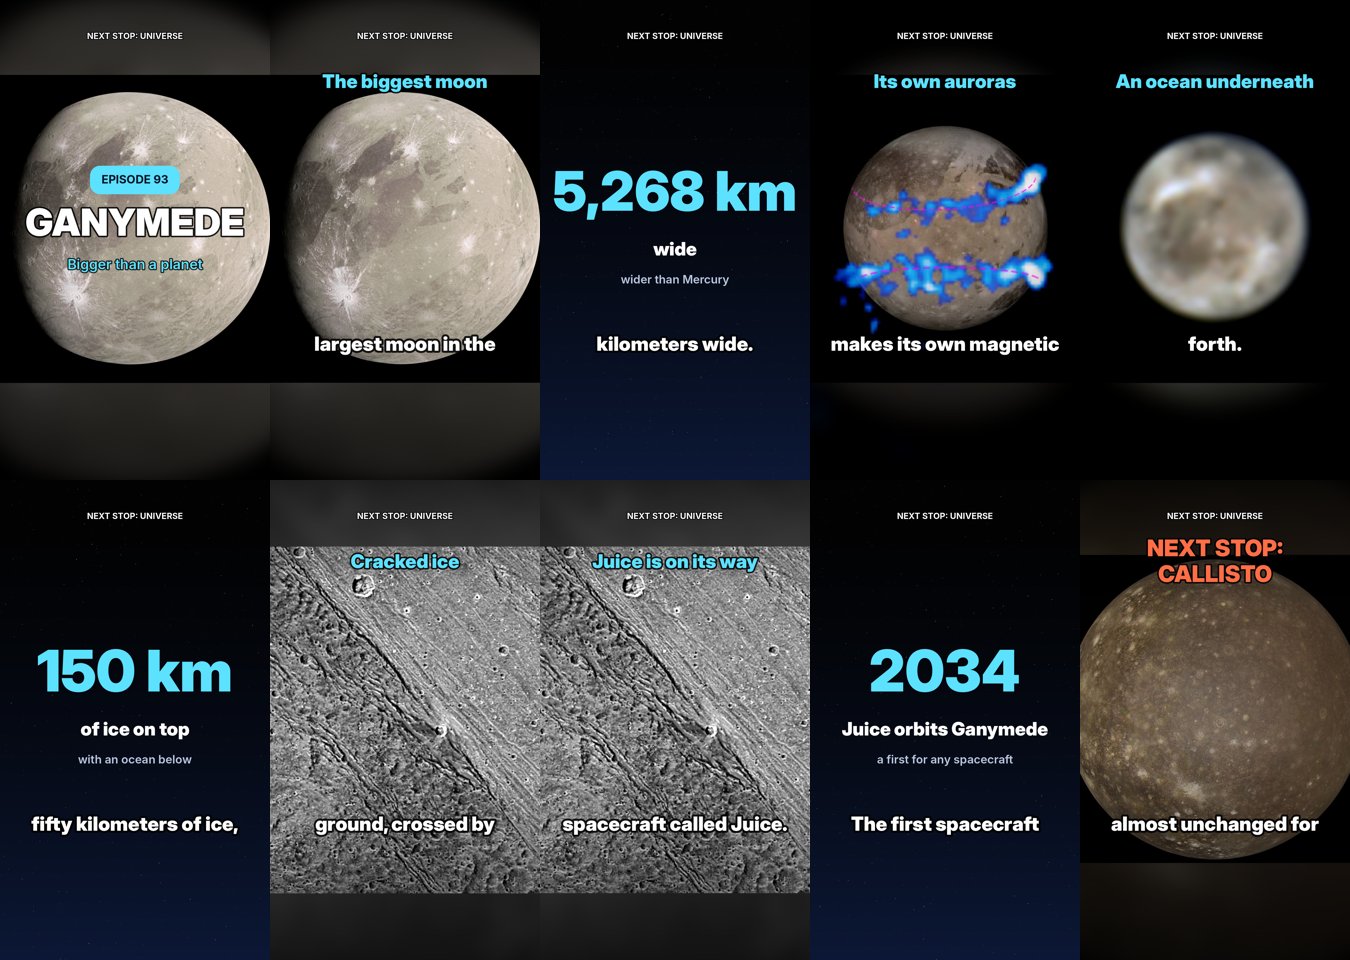 NEXT STOP: UNIVERSE
EPISODE 93
GANYMEDE
Bigger than a planet
NEXT STOP: UNIVERSE
The biggest moon
largest moon in the
NEXT STOP: UNIVERSE
5,268 km
wide
wider than Mercury
kilometers wide.
NEXT STOP: UNIVERSE
Its own auroras
makes its own magnetic
NEXT STOP: UNIVERSE
An ocean underneath
forth.
NEXT STOP: UNIVERSE
150 km
of ice on top
with an ocean below
fifty kilometers of ice,
NEXT STOP: UNIVERSE
Cracked ice
ground, crossed by
NEXT STOP: UNIVERSE
Juice is on its way
spacecraft called Juice.
NEXT STOP: UNIVERSE
2034
Juice orbits Ganymede
a first for any spacecraft
The first spacecraft
NEXT STOP: UNIVERSE
NEXT STOP:
CALLISTO
almost unchanged for